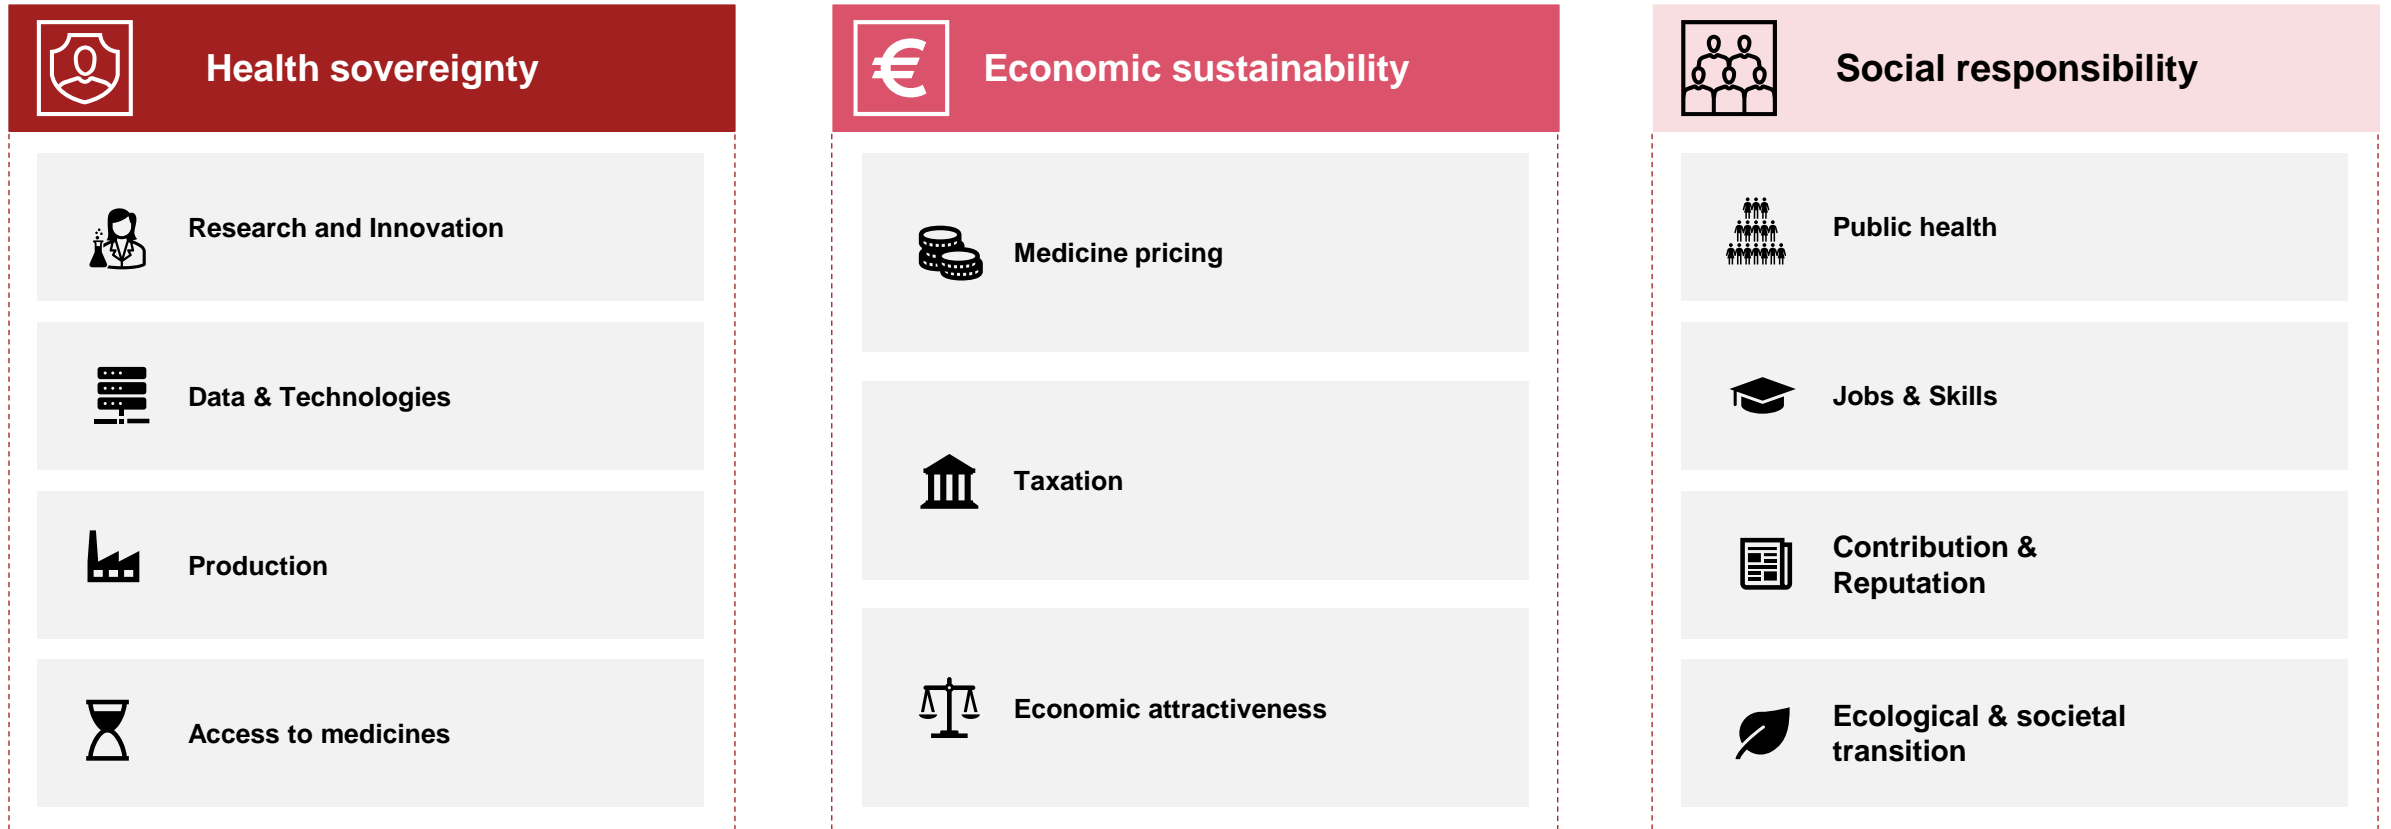 Health sovereignty
Research and Innovation
Data & Technologies
Production
Access to medicines
€
Economic sustainability
Medicine pricing
Taxation
Economic attractiveness
Social responsibility
Public health
Jobs & Skills
Contribution &
Reputation
Ecological & societal
transition